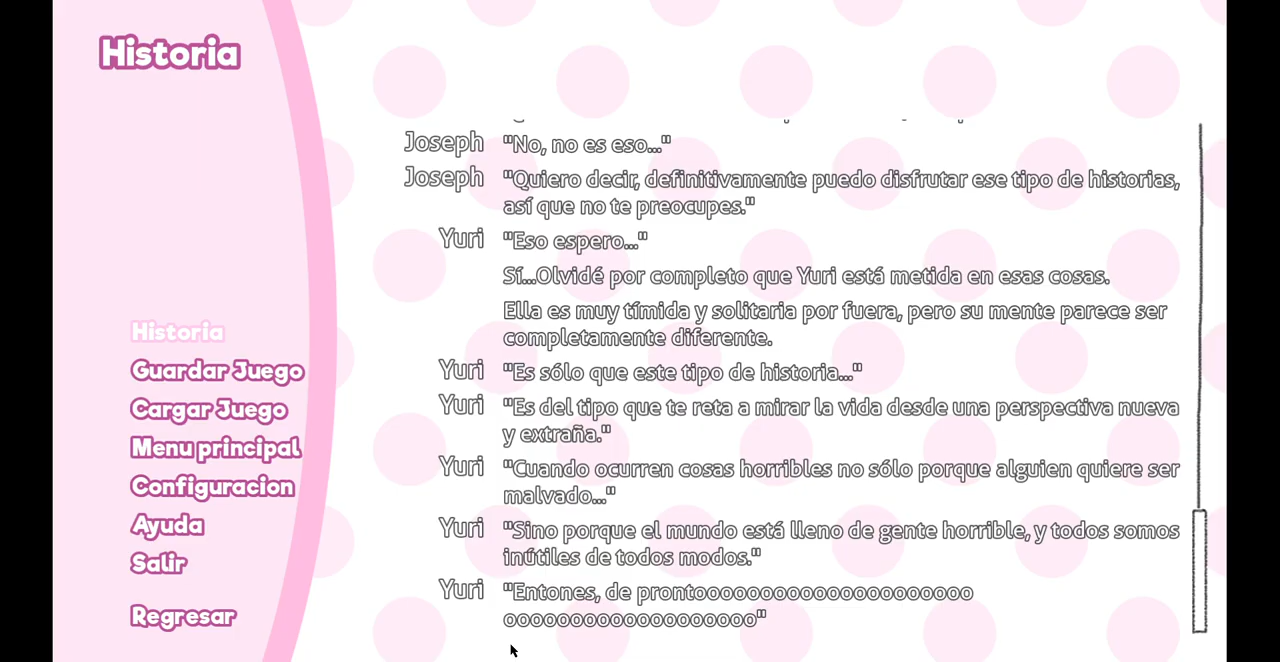 Historia
Joseph "No, no es eso..."
Joseph "Quiero decir, definitivamente puedo disfrutar ese tipo de historias,
así que no te preocupes."
Yuri "Eso espero..."
Sí...Olvidé por completo que Yuri está metida en esas cosas.
Ella es muy tímida y solitaria por fuera, pero su mente parece ser
completamente diferente.
Yuri "Es sólo que este tipo de historia..."
Yuri "Es del tipo que te reta a mirar la vida desde una perspectiva nueva
y extraña."
Yuri "Cuando ocurren cosas horribles no sólo porque alguien quiere ser
malvado..."
Yuri "Sino porque el mundo está lleno de gente horrible, y todos somos
inútiles de todos modos."
Yuri "Entones, de prontooooooooooooooooooooo
ooooooooooooooooooo"
Historia
Guardar Juego
Cargar Juego
Menu principal
Configuracion
Ayuda
Salir
Regresar